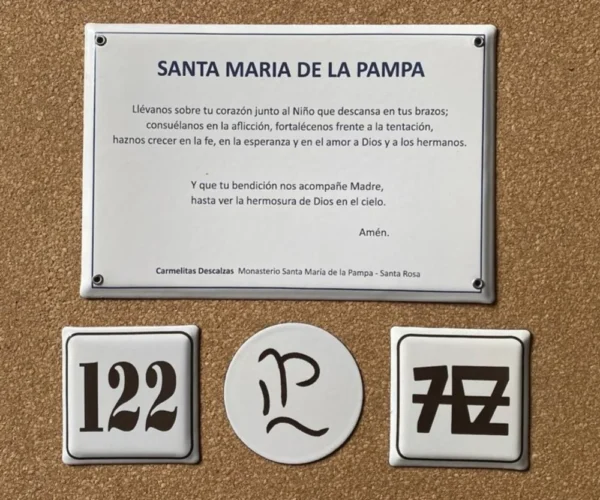 SANTA MARIA DE LA PAMPA
Llévanos sobre tu corazón junto al Niño que descansa en tus brazos;
consuélanos en la aflicción, fortalécenos frente a la tentación,
haznos crecer en la fe, en la esperanza y en el amor a Dios y a los hermanos.
Y que tu bendición nos acompañe Madre,
hasta ver la hermosura de Dios en el cielo.
Amén.
Carmelitas Descalzas Monasterio Santa María de la Pampa - Santa Rosa
122